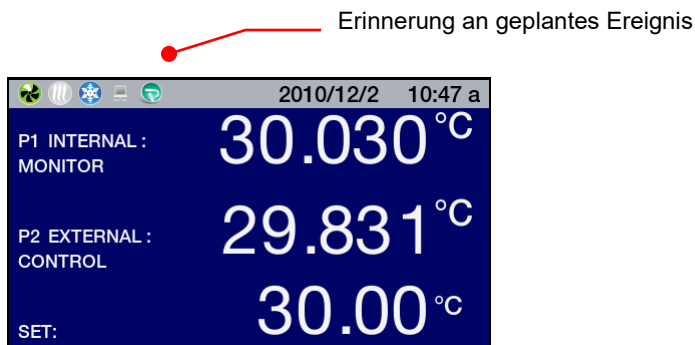 Erinnerung an geplantes Ereignis
2010/12/2 10:47 a
P1 INTERNAL : 30.030 °C
MONITOR
P2 EXTERNAL : 29.831 °C
CONTROL
SET: 30.00 °C